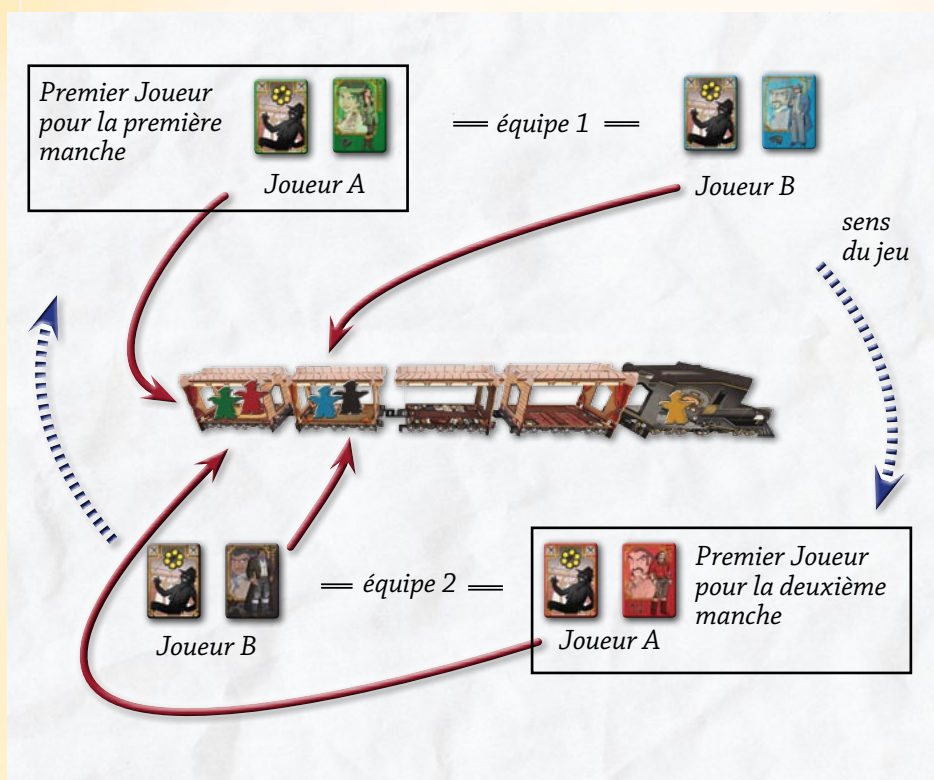 Premier Joueur
pour la première
manche
Joueur A
équipe 1
Joueur B
sens
du jeu
Joueur B
équipe 2
Joueur A
Premier Joueur
pour la deuxième
manche